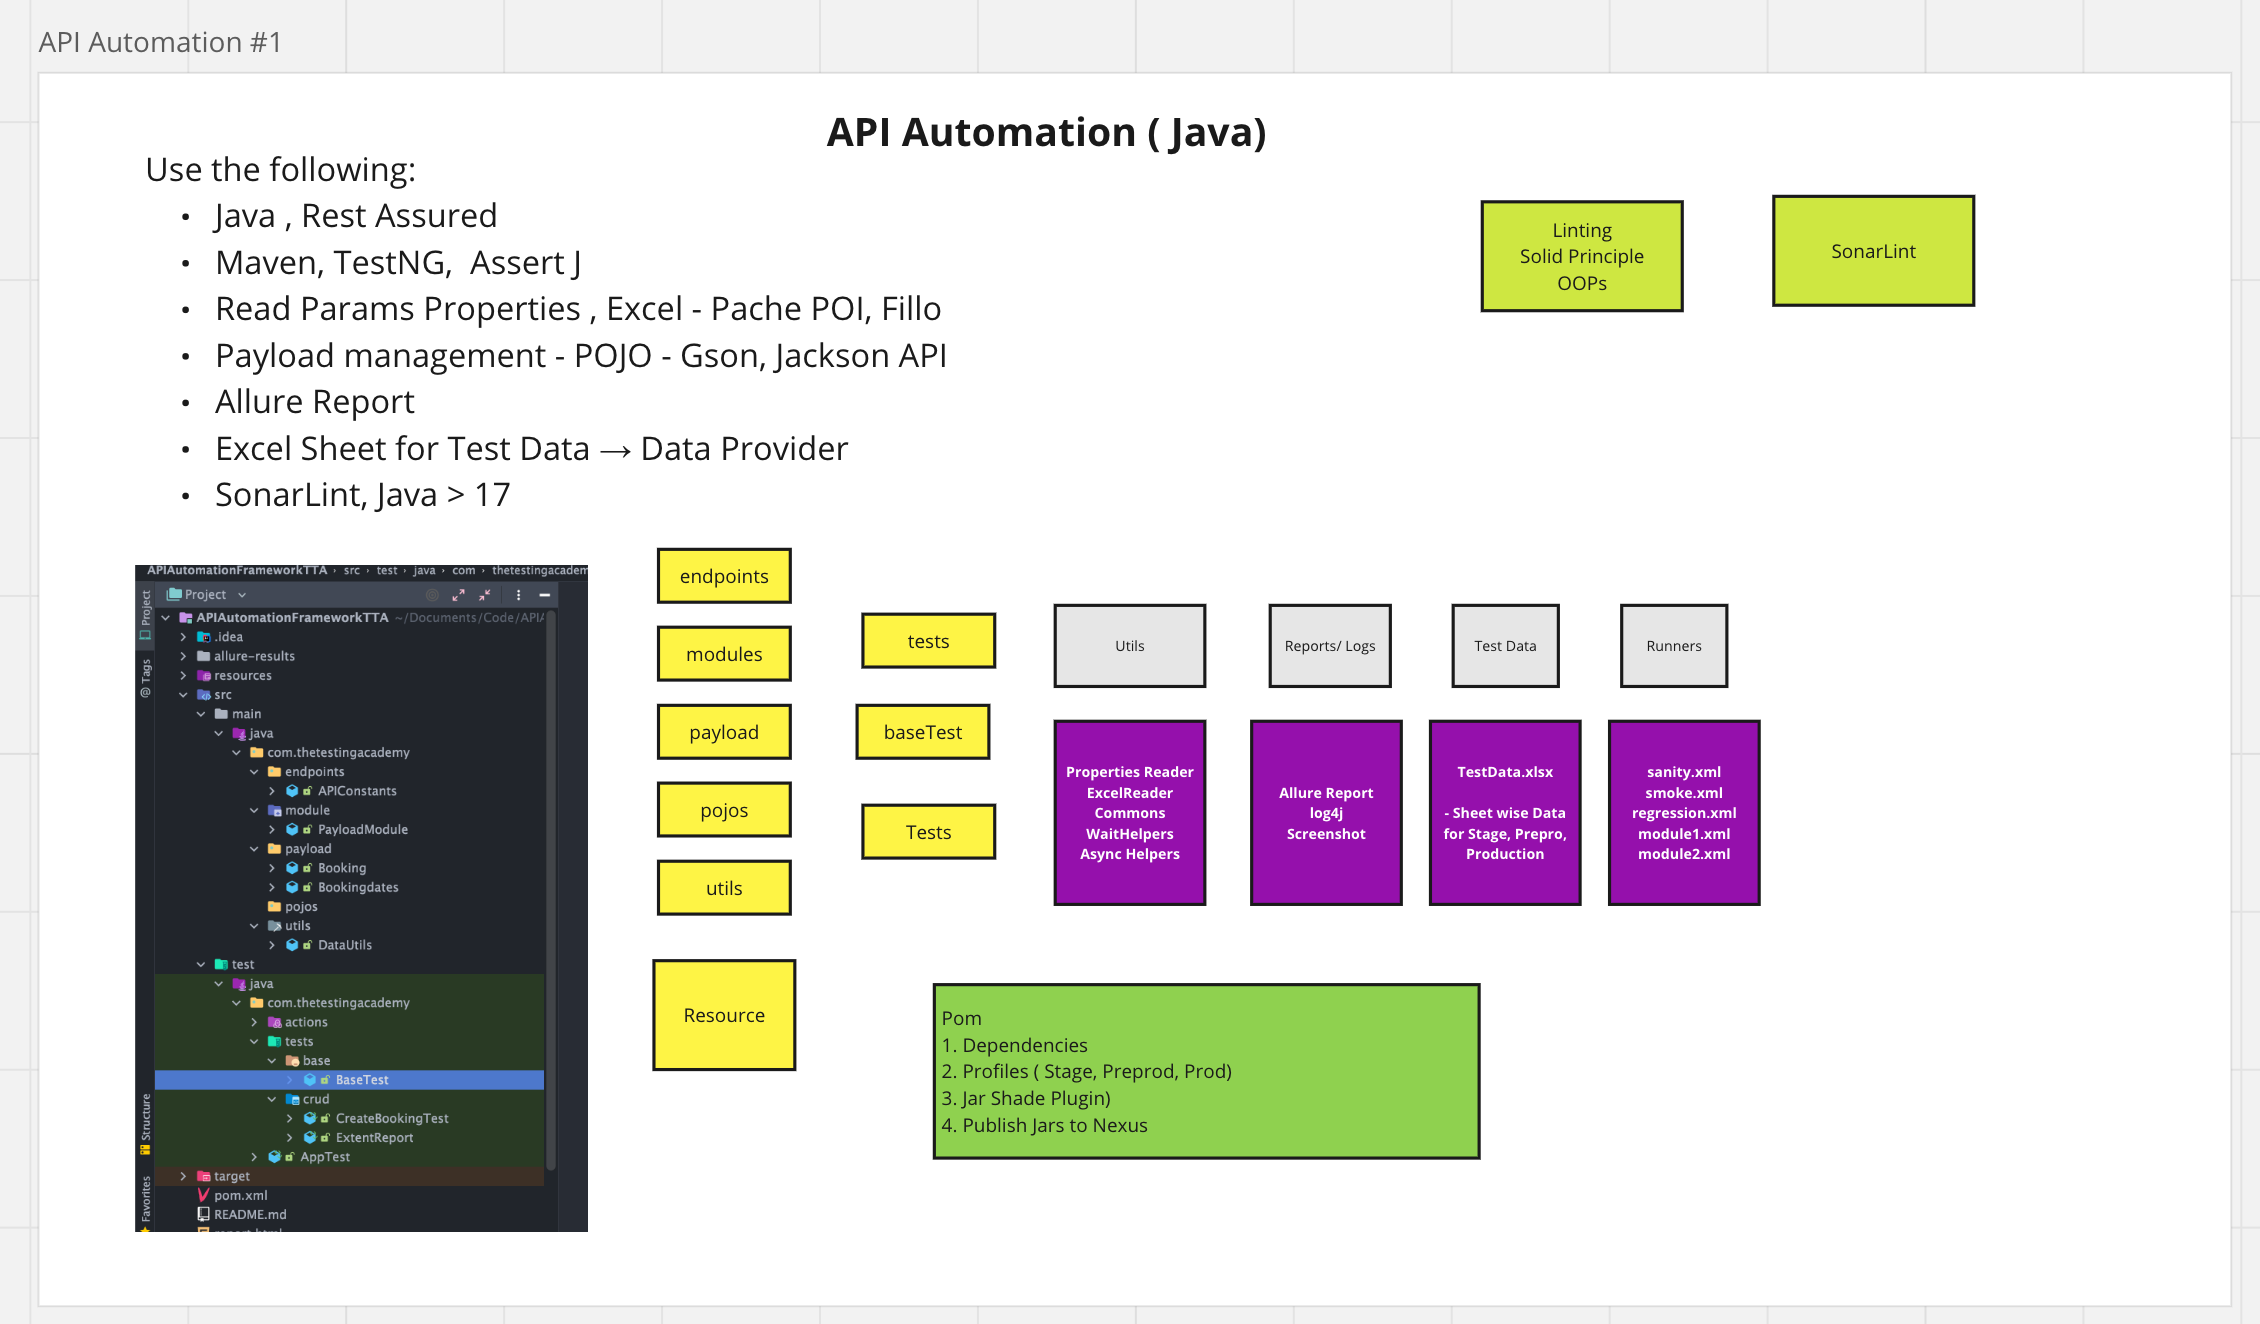 API Automation #1
API Automation ( Java)
Use the following:
• Java , Rest Assured
• Maven, TestNG,  Assert J
• Read Params Properties , Excel - Pache POI, Fillo
• Payload management - POJO - Gson, Jackson API
• Allure Report
• Excel Sheet for Test Data → Data Provider
• SonarLint, Java > 17
Linting
Solid Principle
OOPs
SonarLint
APIAutomationFrameworkTTA › src › test › java › com › thetestingacadem
Project
Project
Tags
Structure
Favorites
APIAutomationFrameworkTTA ~/Documents/Code/API/
.idea
allure-results
resources
src
main
java
com.thetestingacademy
endpoints
APIConstants
module
PayloadModule
payload
Booking
Bookingdates
pojos
utils
DataUtils
test
java
com.thetestingacademy
actions
tests
base
BaseTest
crud
CreateBookingTest
ExtentReport
AppTest
target
pom.xml
README.md
endpoints
modules
payload
pojos
utils
Resource
tests
baseTest
Tests
Utils
Reports/ Logs
Test Data
Runners
Properties Reader
ExcelReader
Commons
WaitHelpers
Async Helpers
Allure Report
log4j
Screenshot
TestData.xlsx
- Sheet wise Data
for Stage, Prepro,
Production
sanity.xml
smoke.xml
regression.xml
module1.xml
module2.xml
Pom
1. Dependencies
2. Profiles ( Stage, Preprod, Prod)
3. Jar Shade Plugin)
4. Publish Jars to Nexus